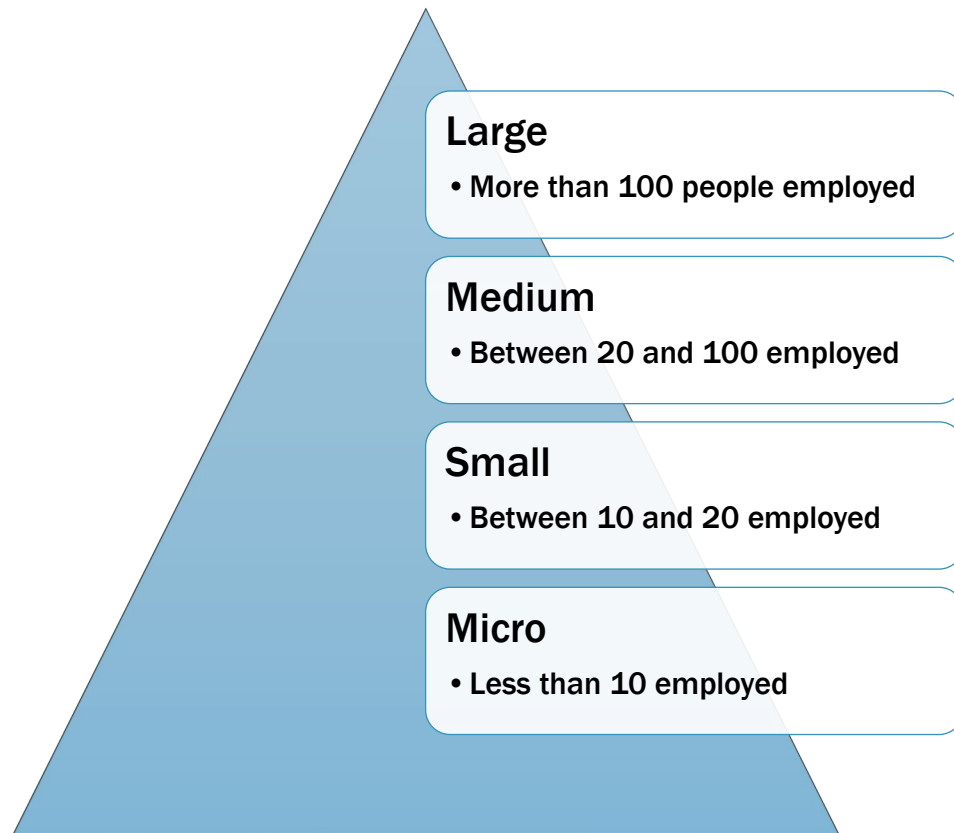 Large
• More than 100 people employed
Medium
• Between 20 and 100 employed
Small
• Between 10 and 20 employed
Micro
• Less than 10 employed